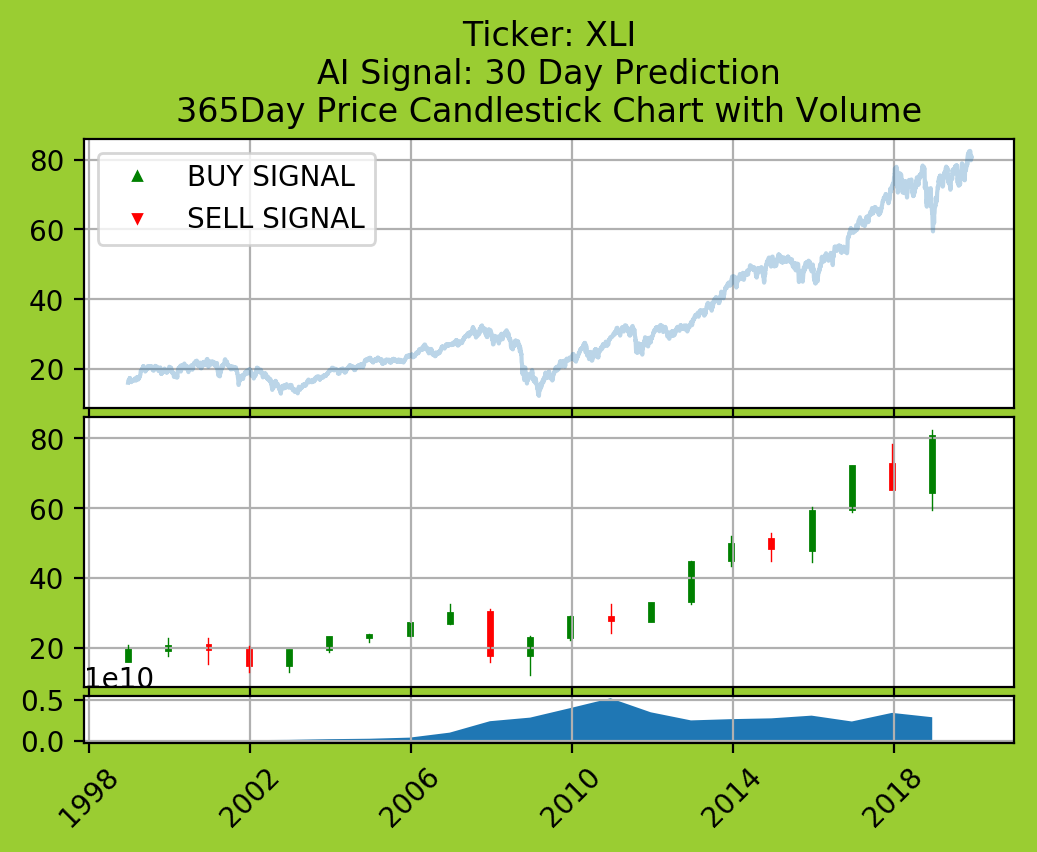 Ticker: XLI
AI Signal: 30 Day Prediction
365Day Price Candlestick Chart with Volume
BUY SIGNAL
SELL SIGNAL
80
60
40
20
80
60
40
20
1e10
0.5
0.0
1998
2002
2006
2010
2014
2018